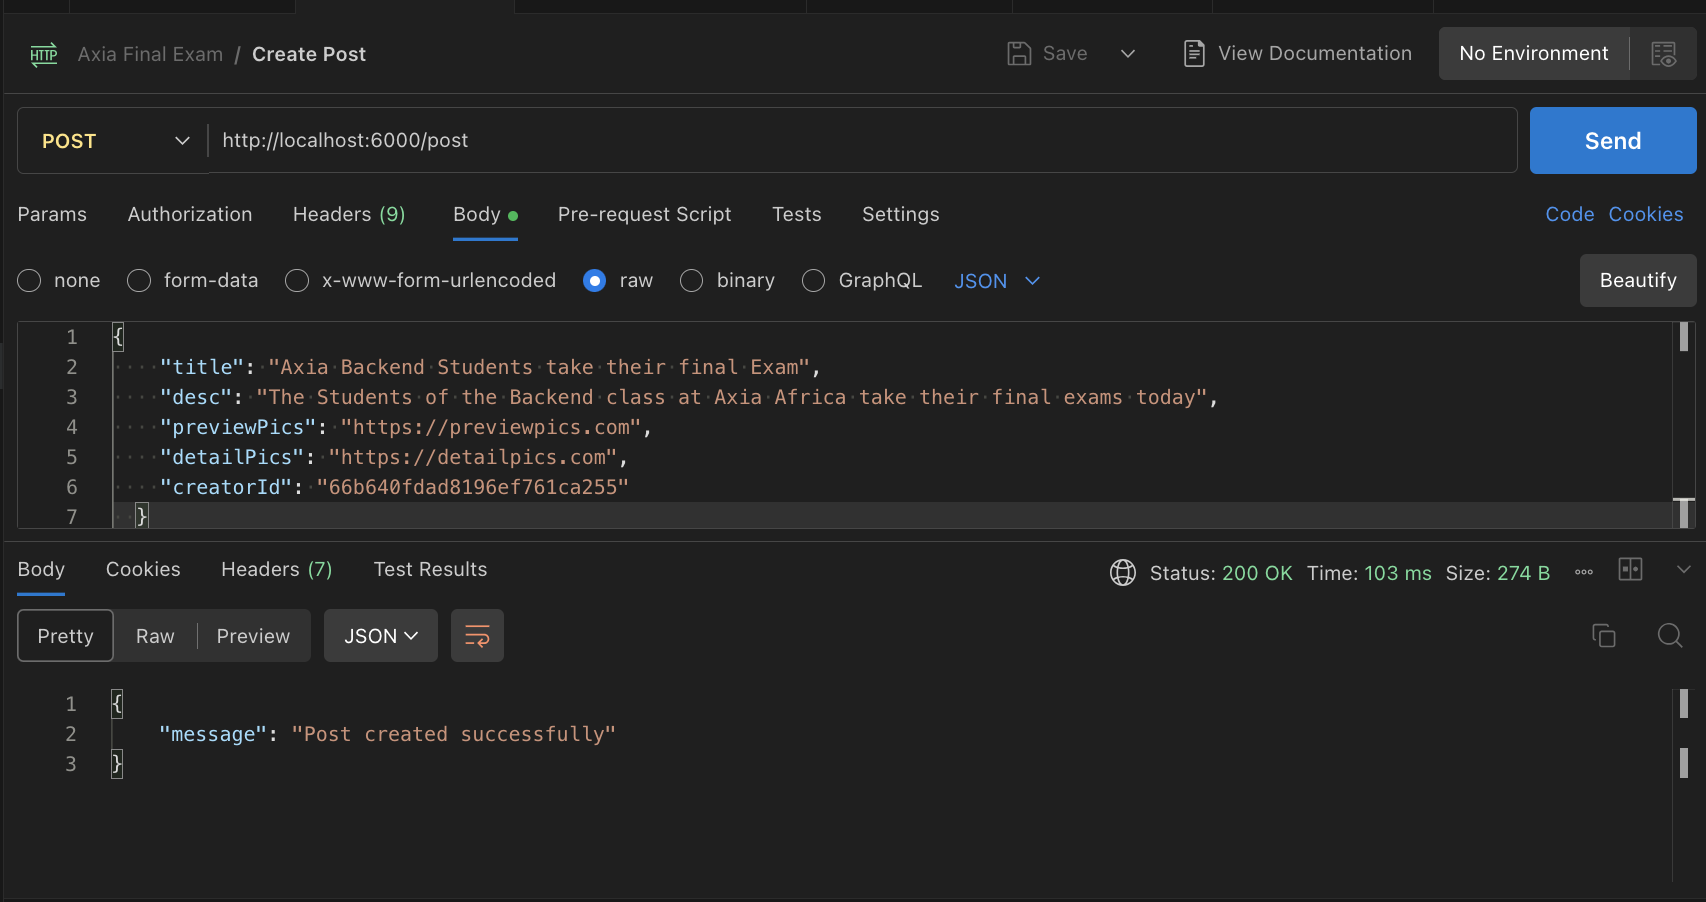 HTTP Axia Final Exam / Create Post Save View Documentation No Environment
POST http://localhost:6000/post Send
Params Authorization Headers (9) Body Pre-request Script Tests Settings Code Cookies
none form-data x-www-form-urlencoded raw binary GraphQL JSON Beautify
1 {
2 "title": "Axia Backend Students take their final Exam",
3 "desc": "The Students of the Backend class at Axia Africa take their final exams today",
4 "previewPics": "https://previewpics.com",
5 "detailPics": "https://detailpics.com",
6 "creatorId": "66b640fdad8196ef761ca255"
7 }
Body Cookies Headers (7) Test Results Status: 200 OK Time: 103 ms Size: 274 B
Pretty Raw Preview JSON
1 {
2 "message": "Post created successfully"
3 }